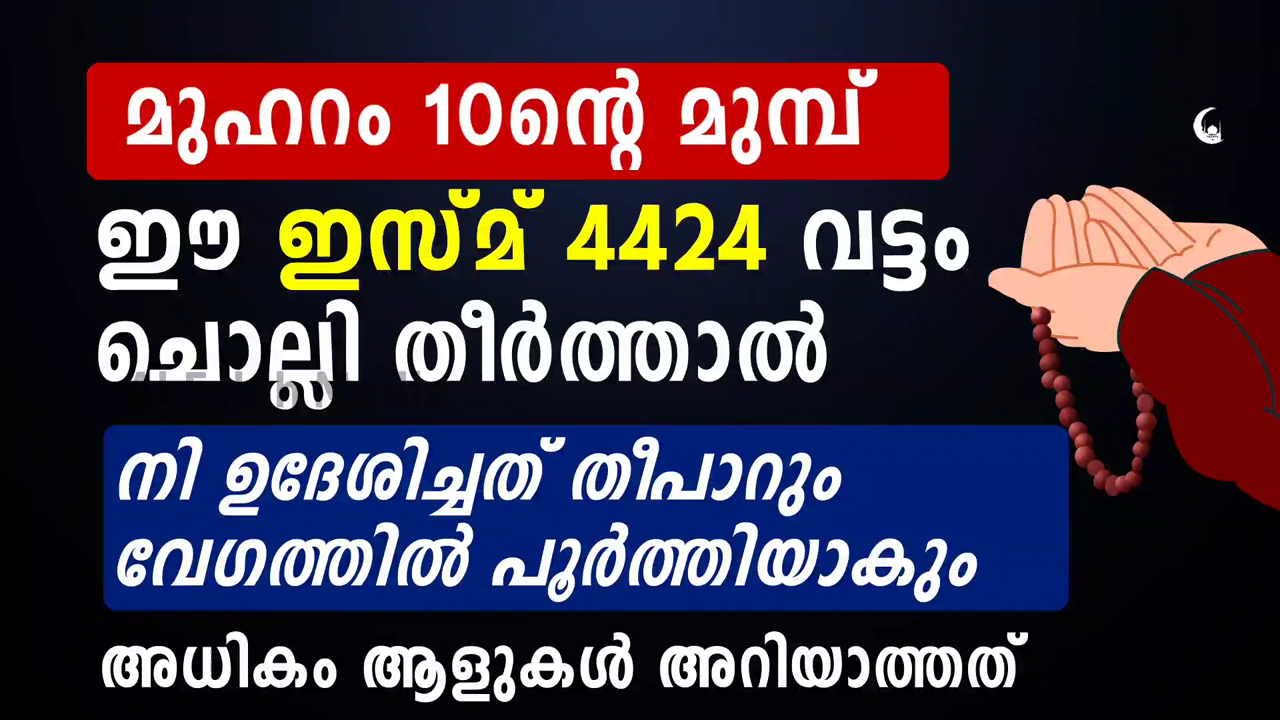 മുഹറം 10ന്റെ മുമ്പ്
ഈ ഇസ്മ് 4424 വട്ടം
ചൊല്ലി തീർത്താൽ
നി ഉദേശിച്ചത് തീപാറും
വേഗത്തിൽ പൂർത്തിയാകും
അധികം ആളുകൾ അറിയാത്തത്